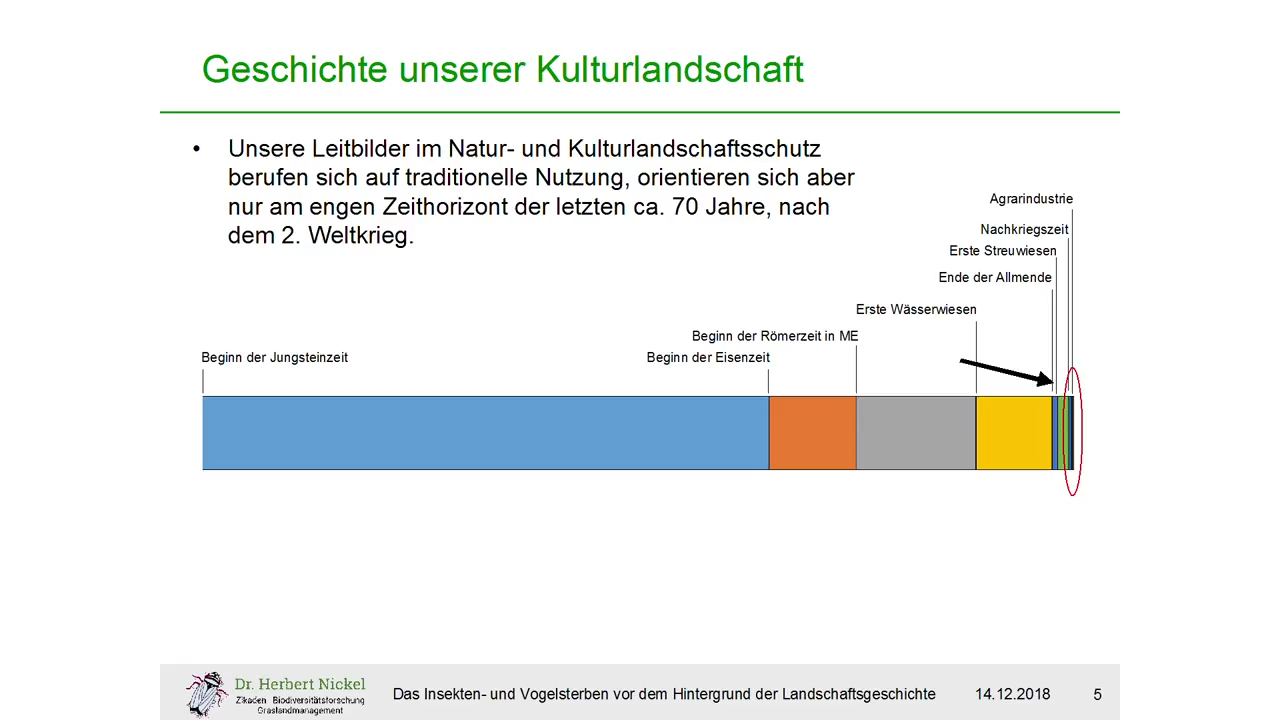 Geschichte unserer Kulturlandschaft
• Unsere Leitbilder im Natur- und Kulturlandschaftsschutz
berufen sich auf traditionelle Nutzung, orientieren sich aber
nur am engen Zeithorizont der letzten ca. 70 Jahre, nach
dem 2. Weltkrieg.
Agrarindustrie
Nachkriegszeit
Erste Streuwiesen
Ende der Allmende
Erste Wässerwiesen
Beginn der Römerzeit in ME
Beginn der Jungsteinzeit
Beginn der Eisenzeit
Dr. Herbert Nickel
Zikaden Biodiversitätsforschung
Graslandmanagement
Das Insekten- und Vogelsterben vor dem Hintergrund der Landschaftsgeschichte
14.12.2018
5